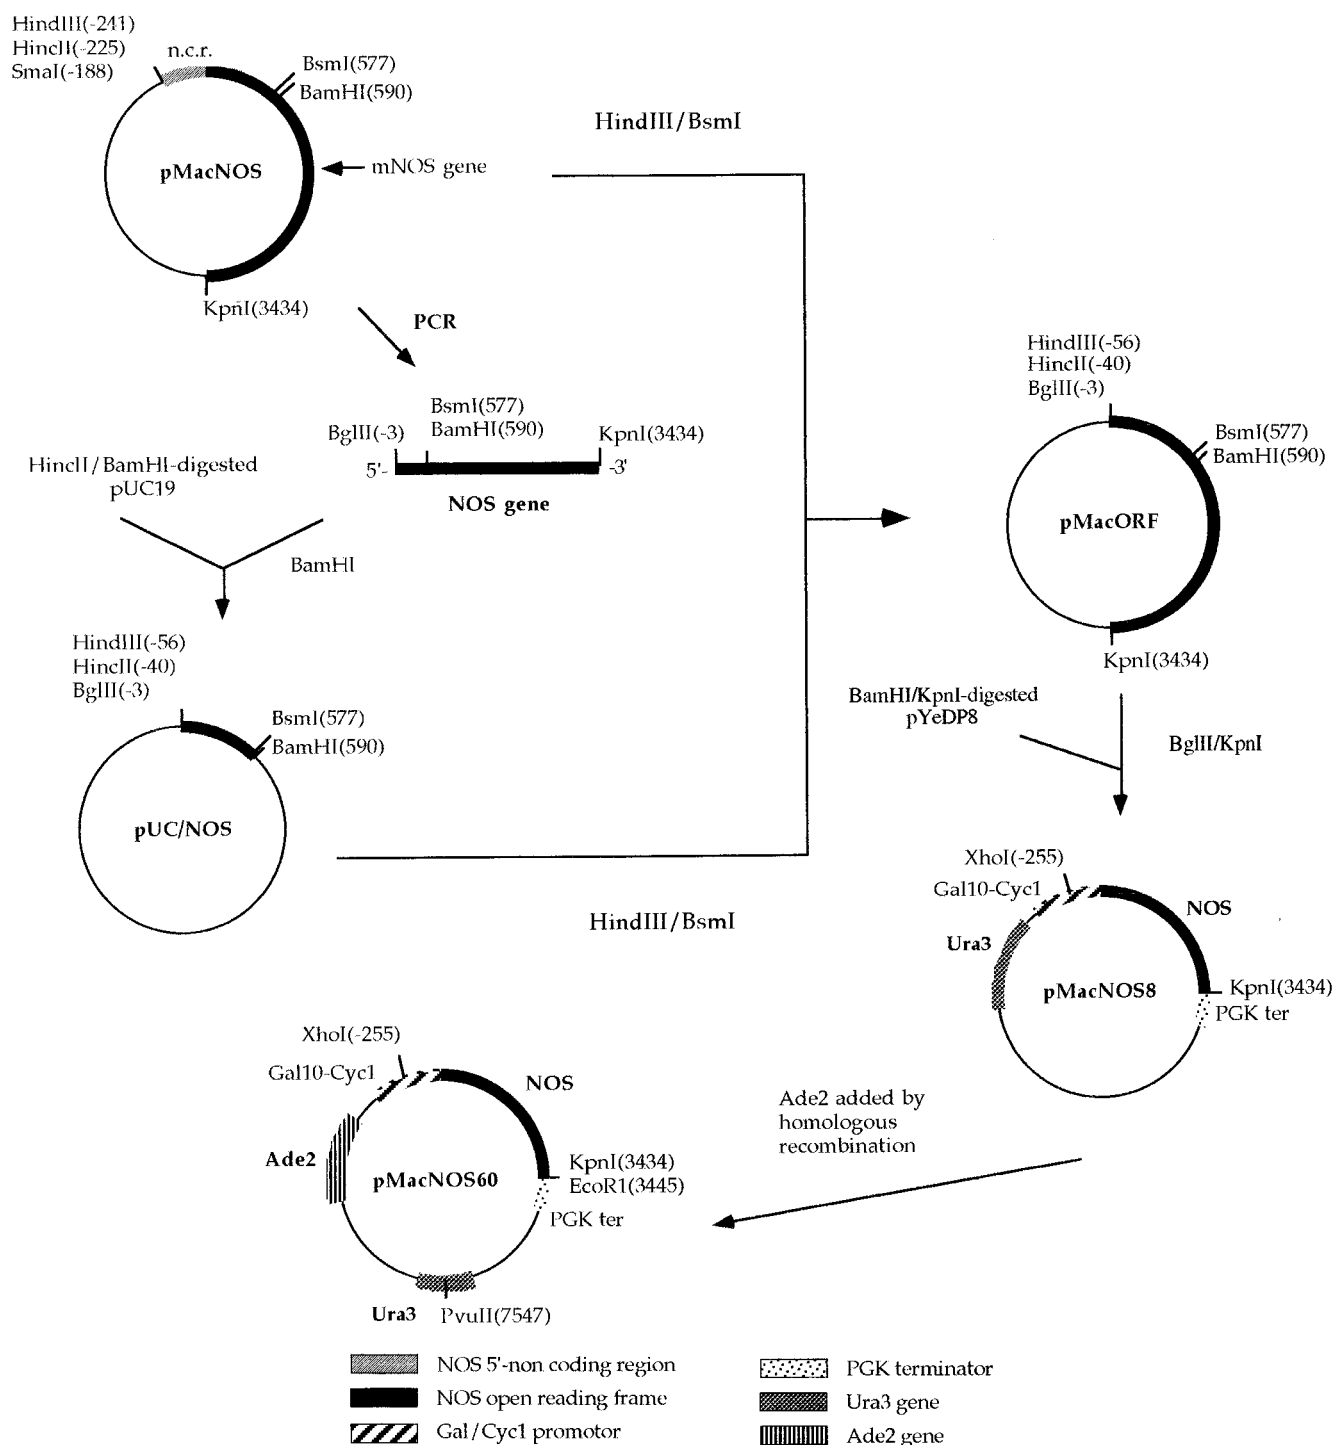 HindIII(-241)
HincII(-225)
SmaI(-188)
n.c.r.
BsmI(577)
BamHI(590)
pMacNOS
mNOS gene
KpnI(3434)
HindIII/BsmI
PCR
BsmI(577)
BamHI(590)
BglII(-3)
KpnI(3434)
5'-
-3'
NOS gene
HincII/BamHI-digested
pUC19
BamHI
HindIII(-56)
HincII(-40)
BglII(-3)
BsmI(577)
BamHI(590)
pUC/NOS
HindIII/BsmI
HindIII(-56)
HincII(-40)
BglII(-3)
BsmI(577)
BamHI(590)
pMacORF
KpnI(3434)
BamHI/KpnI-digested
pYeDP8
BglII/KpnI
XhoI(-255)
Gal10-Cyc1
NOS
Ura3
pMacNOS8
KpnI(3434)
PGK ter
Ade2 added by
homologous
recombination
XhoI(-255)
Gal10-Cyc1
NOS
Ade2
pMacNOS60
KpnI(3434)
EcoR1(3445)
PGK ter
Ura3
PvuII(7547)
NOS 5'-non coding region
NOS open reading frame
Gal/Cyc1 promotor
PGK terminator
Ura3 gene
Ade2 gene